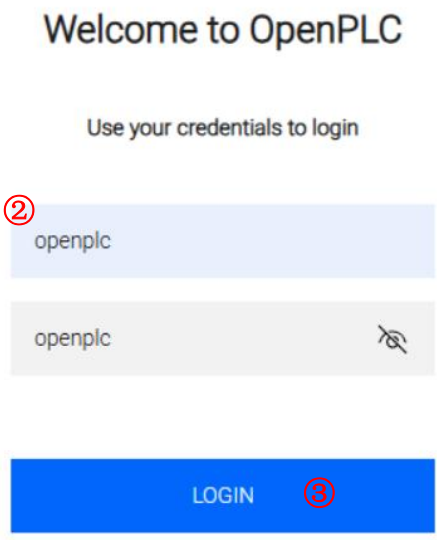 Welcome to OpenPLC
Use your credentials to login
②
openplc
openplc
LOGIN ③